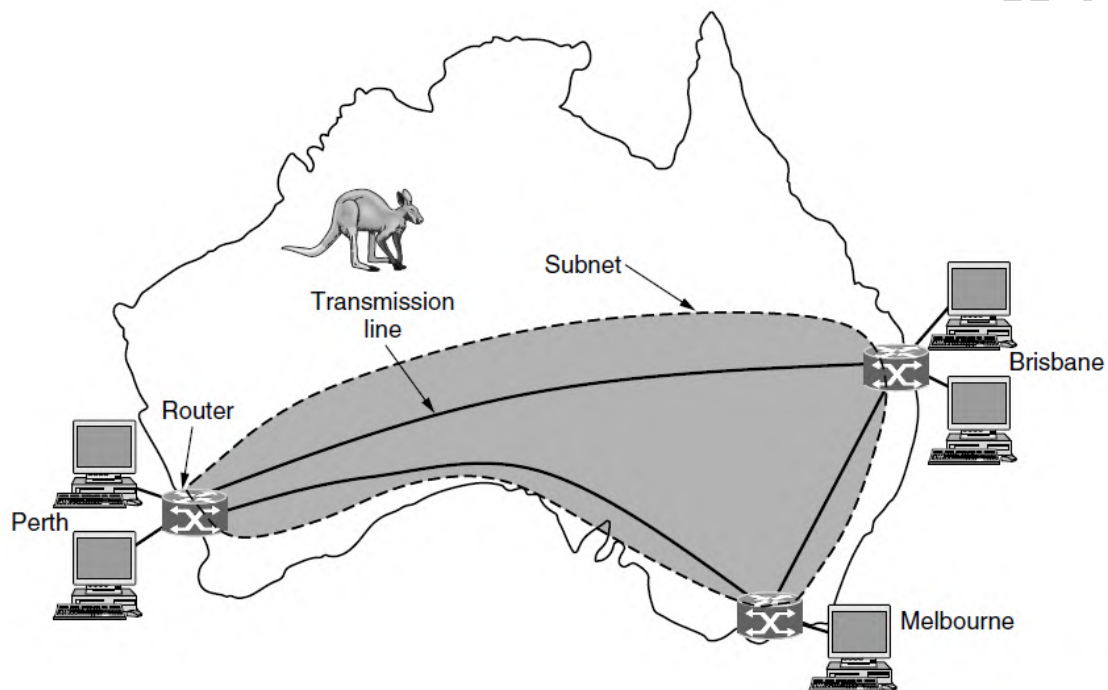 Subnet
Transmission
line
Brisbane
Router
Perth
Melbourne